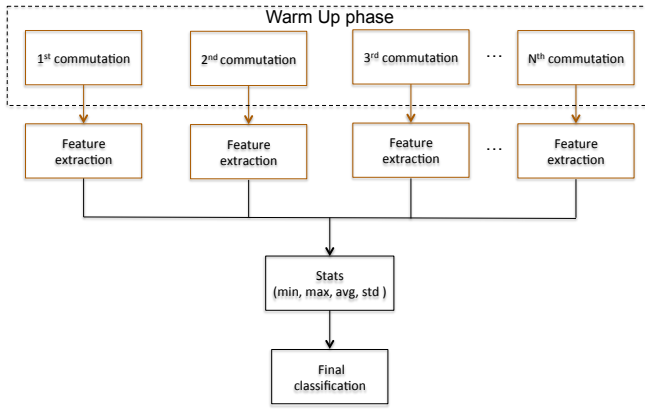 Warm Up phase
1st commutation
2nd commutation
3rd commutation
...
Nth commutation
Feature
extraction
Feature
extraction
Feature
extraction
...
Feature
extraction
Stats
(min, max, avg, std )
Final
classification